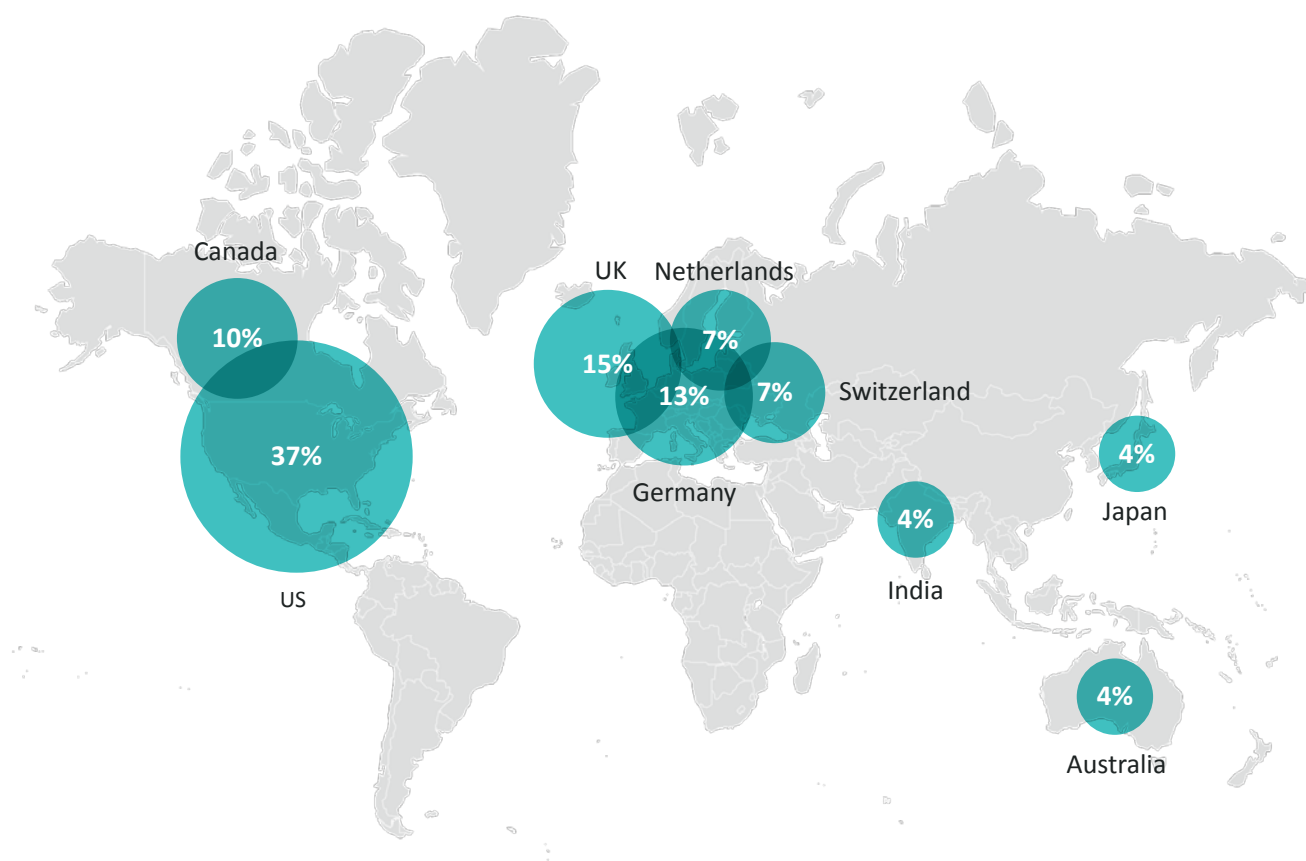 Canada
10%
37%
US
UK
15%
Netherlands
7%
13%
Germany
7%
Switzerland
4%
India
4%
Japan
4%
Australia